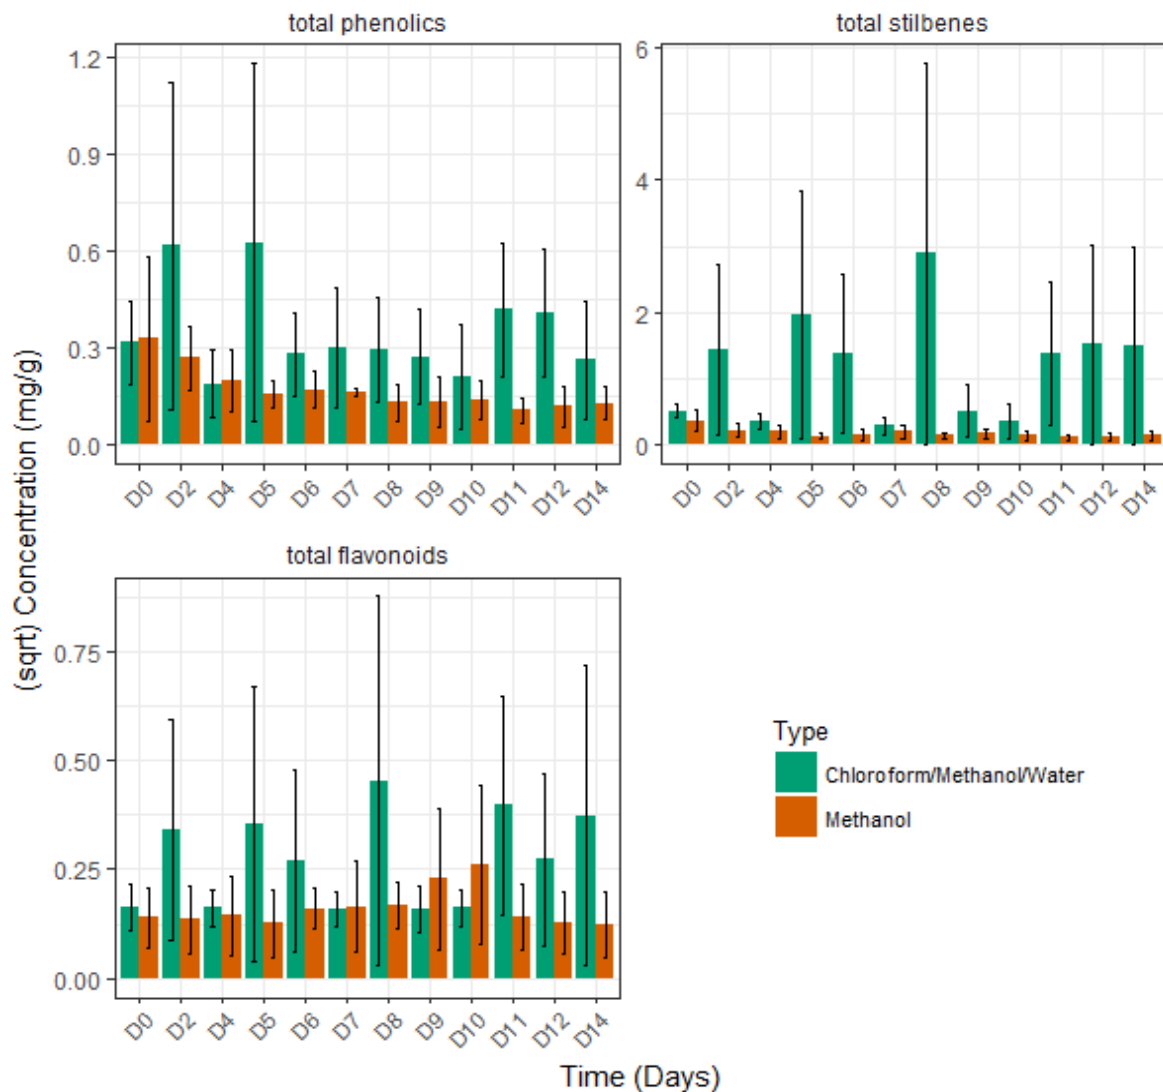 total phenolics
total stilbenes
1.2
0.9
0.6
0.3
0.0
D0 D2 D4 D5 D6 D7 D8 D9 D10 D11 D12 D14
6
4
2
0
D0 D2 D4 D5 D6 D7 D8 D9 D10 D11 D12 D14
(sqrt) Concentration (mg/g)
total flavonoids
0.75
0.50
0.25
0.00
D0 D2 D4 D5 D6 D7 D8 D9 D10 D11 D12 D14
Type
Chloroform/Methanol/Water
Methanol
Time (Days)